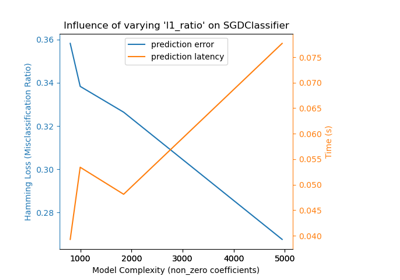 Influence of varying 'l1_ratio' on SGDClassifier
prediction error
prediction latency
0.36
0.34
0.32
0.30
0.28
Hamming Loss (Misclassification Ratio)
0.075
0.070
0.065
0.060
0.055
0.050
0.045
0.040
Time (s)
1000 2000 3000 4000 5000
Model Complexity (non_zero coefficients)